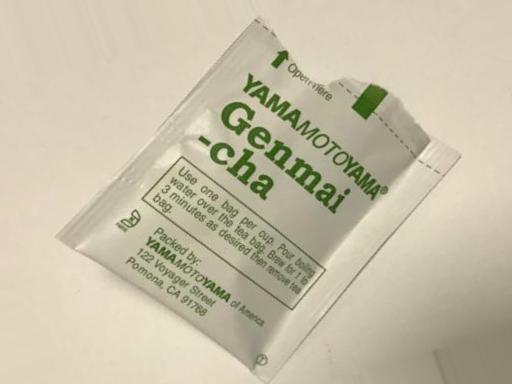 Open Here
YAMAMOTOYAMA®
Genmai
-cha
Use one bag per cup. Pour boiling
water over the tea bag. Brew for 1 to
3 minutes as desired then remove tea
bag.
Packed by:
YAMAMOTOYAMA of America
122 Voyager Street
Pomona, CA 91768